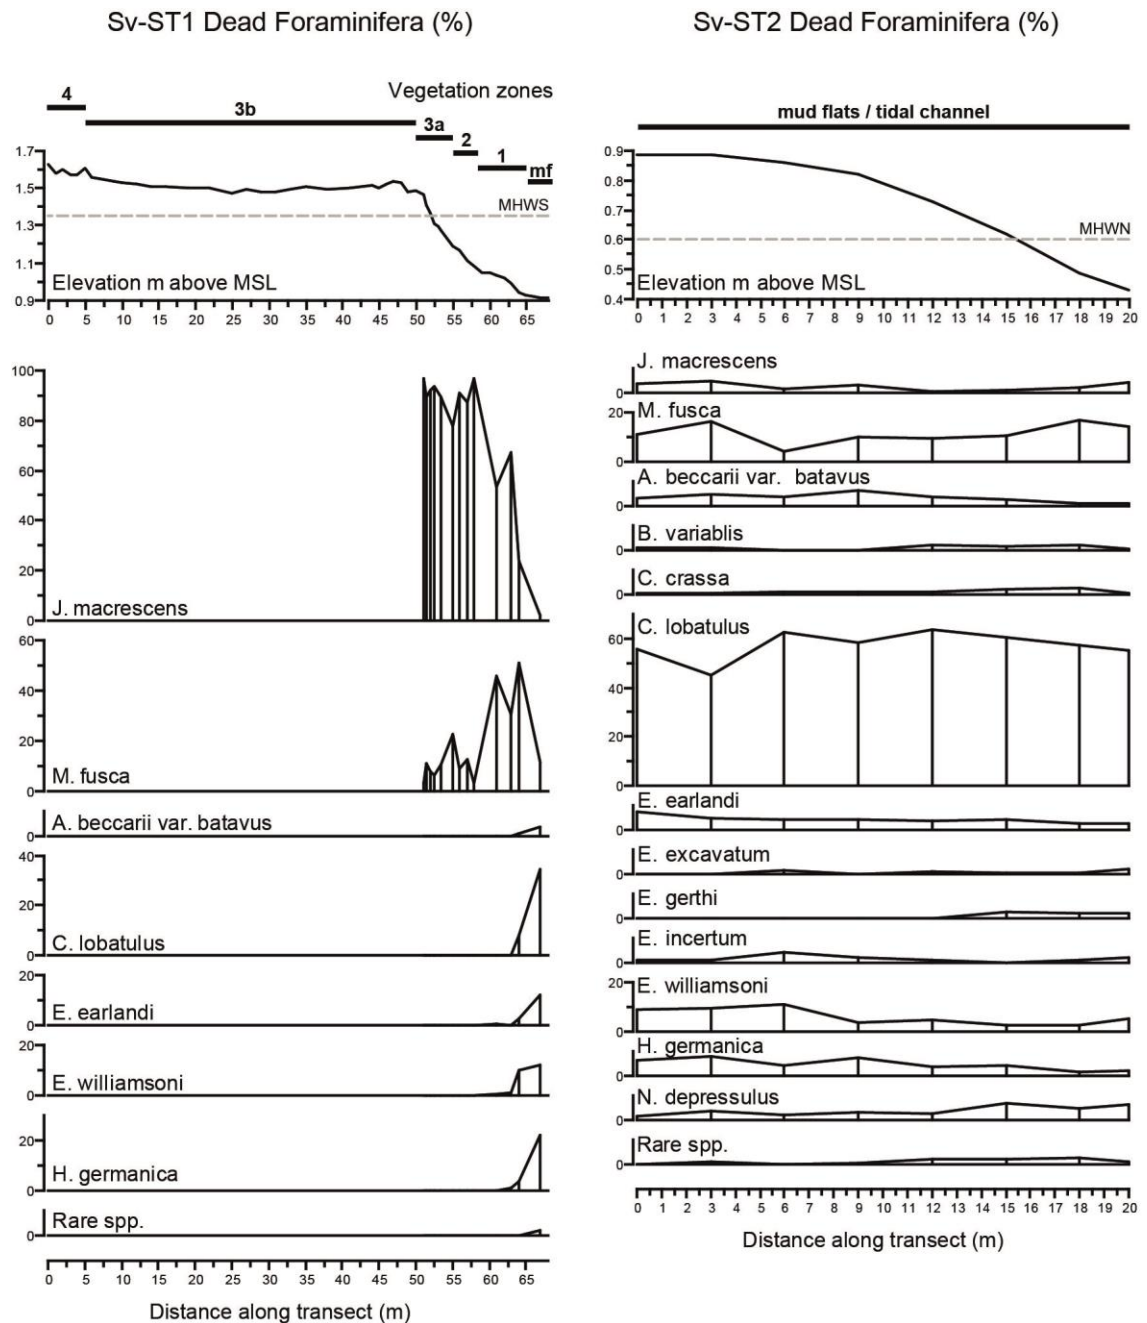 Sv-ST1 Dead Foraminifera (%)
Vegetation zones
4
3b
3a
2
1
mf
1.7
1.5
1.3
1.1
0.9
MHWS
Elevation m above MSL
0 5 10 15 20 25 30 35 40 45 50 55 60 65
100
80
60
40
20
0
J. macrescens
60
40
20
0
M. fusca
0
A. beccarii var. batavus
40
20
0
C. lobatulus
20
0
E. earlandi
20
0
E. williamsoni
20
0
H. germanica
0
Rare spp.
0 5 10 15 20 25 30 35 40 45 50 55 60 65
Distance along transect (m)
Sv-ST2 Dead Foraminifera (%)
mud flats / tidal channel
0.9
0.8
0.7
0.6
0.5
0.4
MHWN
Elevation m above MSL
0 1 2 3 4 5 6 7 8 9 10 11 12 13 14 15 16 17 18 19 20
J. macrescens
0
M. fusca
20
0
A. beccarii var. batavus
0
B. variablis
0
C. crassa
0
C. lobatulus
60
40
20
0
E. earlandi
0
E. excavatum
0
E. gerthi
0
E. incertum
0
E. williamsoni
20
0
H. germanica
0
N. depressulus
0
Rare spp.
0
0 1 2 3 4 5 6 7 8 9 10 11 12 13 14 15 16 17 18 19 20
Distance along transect (m)